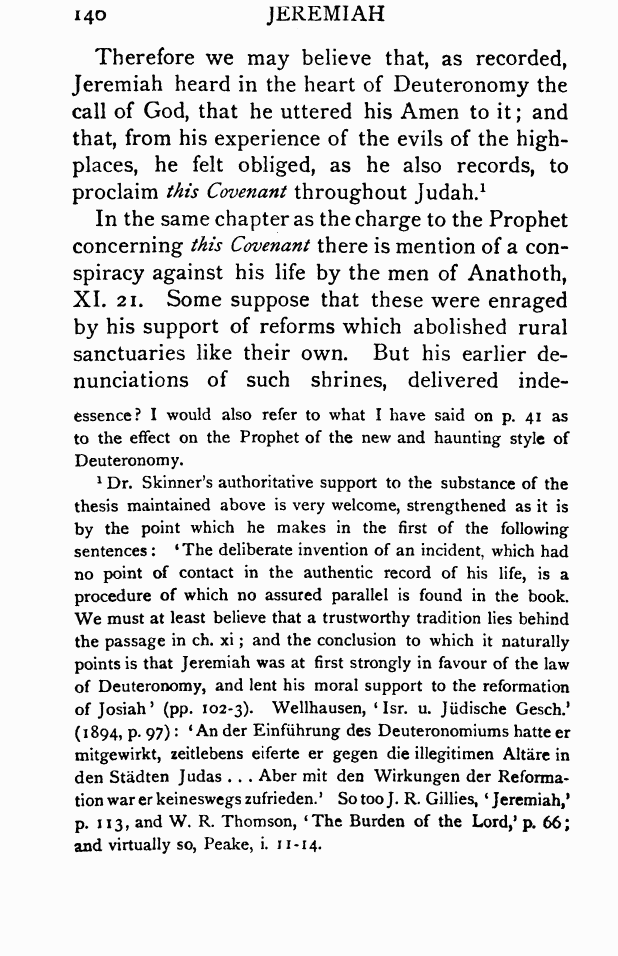 140 JEREMIAH
Therefore we may believe that, as recorded,
Jeremiah heard in the heart of Deuteronomy the
call of God, that he uttered his Amen to it; and
that, from his experience of the evils of the high-
places, he felt obliged, as he also records, to
proclaim this Covenant throughout Judah.¹
In the same chapter as the charge to the Prophet
concerning this Covenant there is mention of a con-
spiracy against his life by the men of Anathoth,
XI. 21. Some suppose that these were enraged
by his support of reforms which abolished rural
sanctuaries like their own. But his earlier de-
nunciations of such shrines, delivered inde-
essence? I would also refer to what I have said on p. 41 as
to the effect on the Prophet of the new and haunting style of
Deuteronomy.
¹ Dr. Skinner's authoritative support to the substance of the
thesis maintained above is very welcome, strengthened as it is
by the point which he makes in the first of the following
sentences: 'The deliberate invention of an incident, which had
no point of contact in the authentic record of his life, is a
procedure of which no assured parallel is found in the book.
We must at least believe that a trustworthy tradition lies behind
the passage in ch. xi; and the conclusion to which it naturally
points is that Jeremiah was at first strongly in favour of the law
of Deuteronomy, and lent his moral support to the reformation
of Josiah' (pp. 102-3). Wellhausen, 'Isr. u. Jüdische Gesch.'
(1894, p. 97): 'An der Einführung des Deuteronomiums hatte er
mitgewirkt, zeitlebens eiferte er gegen die illegitimen Altäre in
den Städten Judas . . . Aber mit den Wirkungen der Reforma-
tion war er keineswegs zufrieden.' So too J. R. Gillies, 'Jeremiah,'
p. 113, and W. R. Thomson, 'The Burden of the Lord,' p. 66;
and virtually so, Peake, i. 11-14.